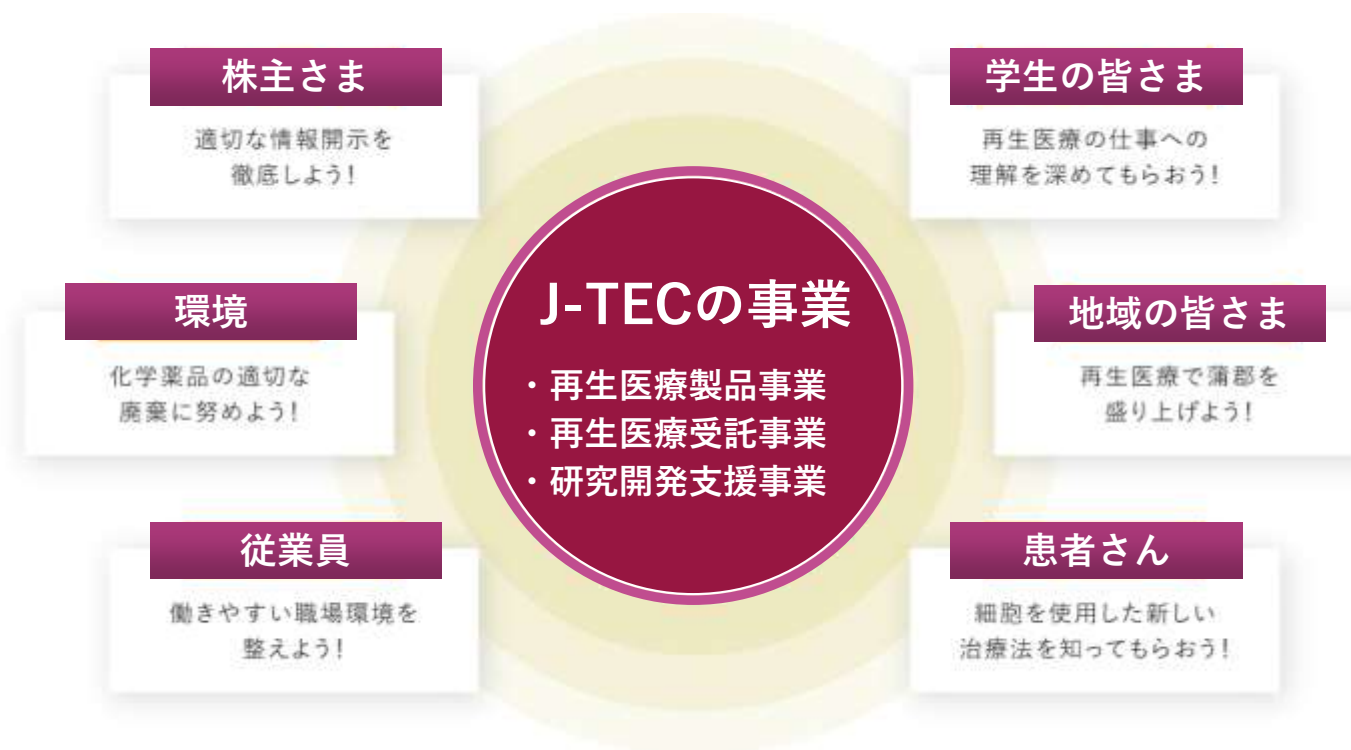 株主さま
適切な情報開示を
徹底しよう!
学生の皆さま
再生医療の仕事への
理解を深めてもらおう!
環境
化学薬品の適切な
廃棄に努めよう!
J-TECの事業
・再生医療製品事業
・再生医療受託事業
・研究開発支援事業
地域の皆さま
再生医療で蒲郡を
盛り上げよう!
従業員
働きやすい職場環境を
整えよう!
患者さん
細胞を使用した新しい
治療法を知ってもらおう!